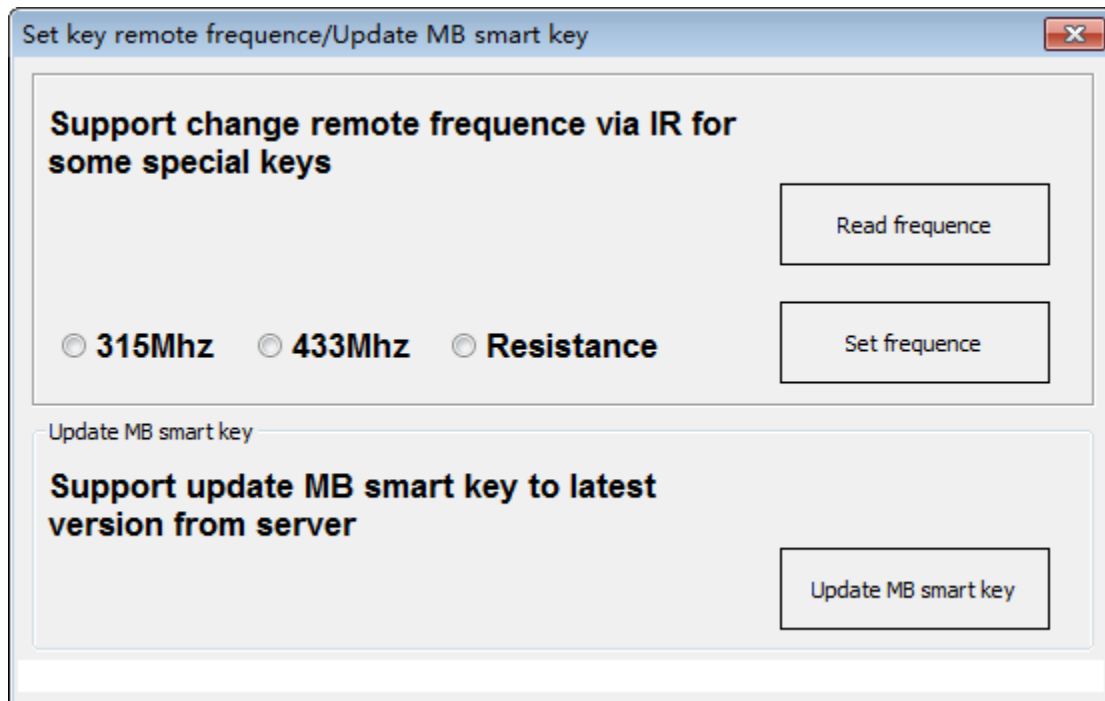 Set key remote frequence/Update MB smart key
Support change remote frequence via IR for
some special keys
Read frequence
315Mhz 433Mhz Resistance
Set frequence
Update MB smart key
Support update MB smart key to latest
version from server
Update MB smart key